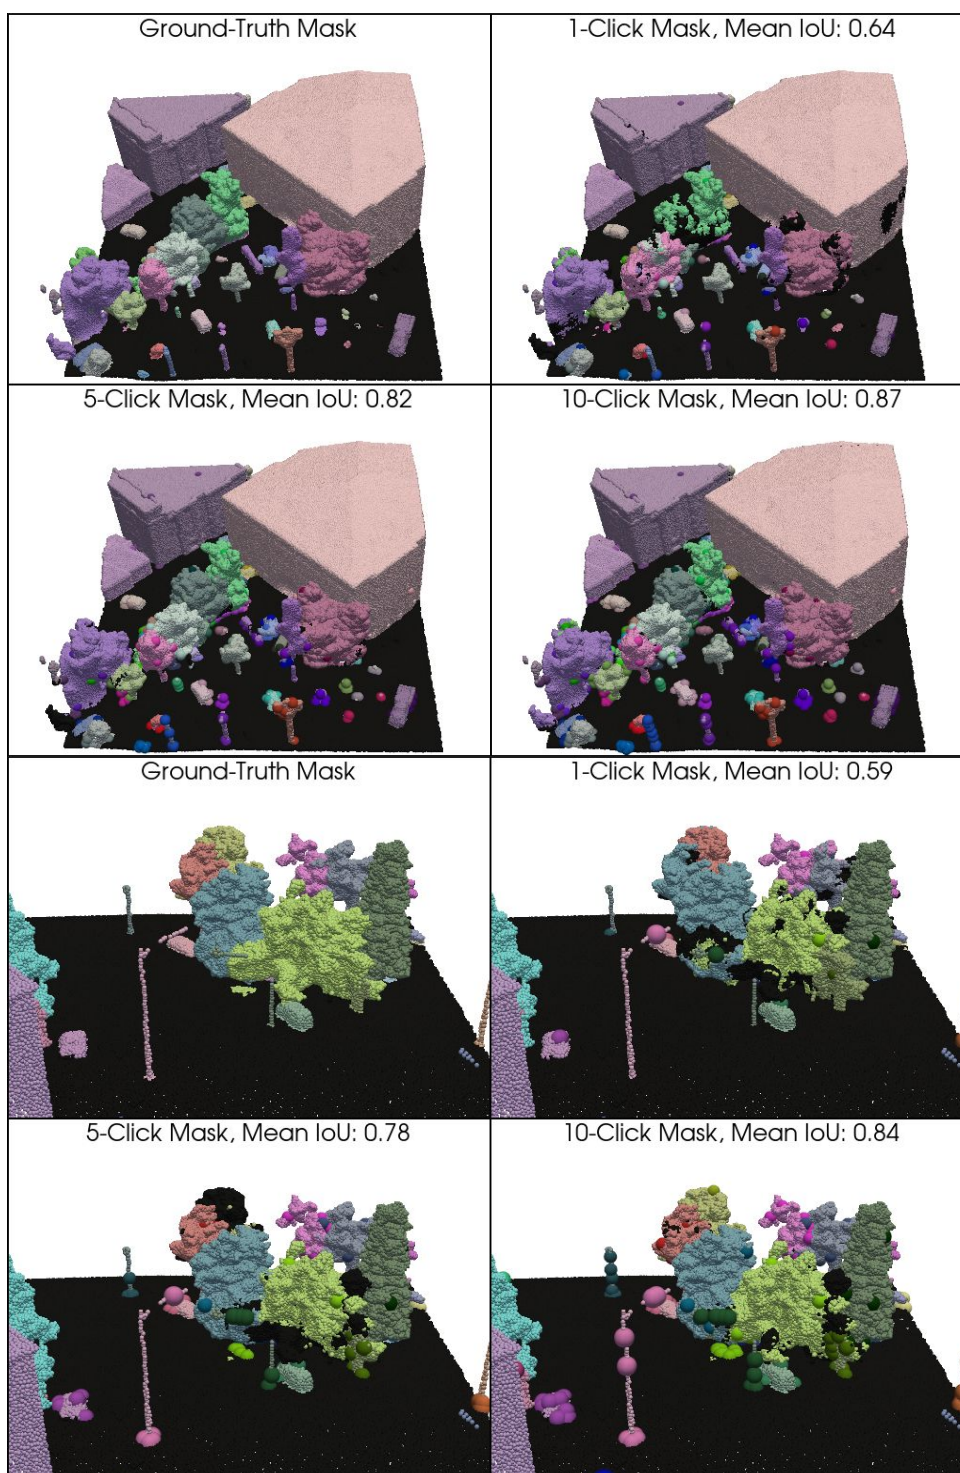 Ground-Truth Mask
1-Click Mask, Mean IoU: 0.64
5-Click Mask, Mean IoU: 0.82
10-Click Mask, Mean IoU: 0.87
Ground-Truth Mask
1-Click Mask, Mean IoU: 0.59
5-Click Mask, Mean IoU: 0.78
10-Click Mask, Mean IoU: 0.84